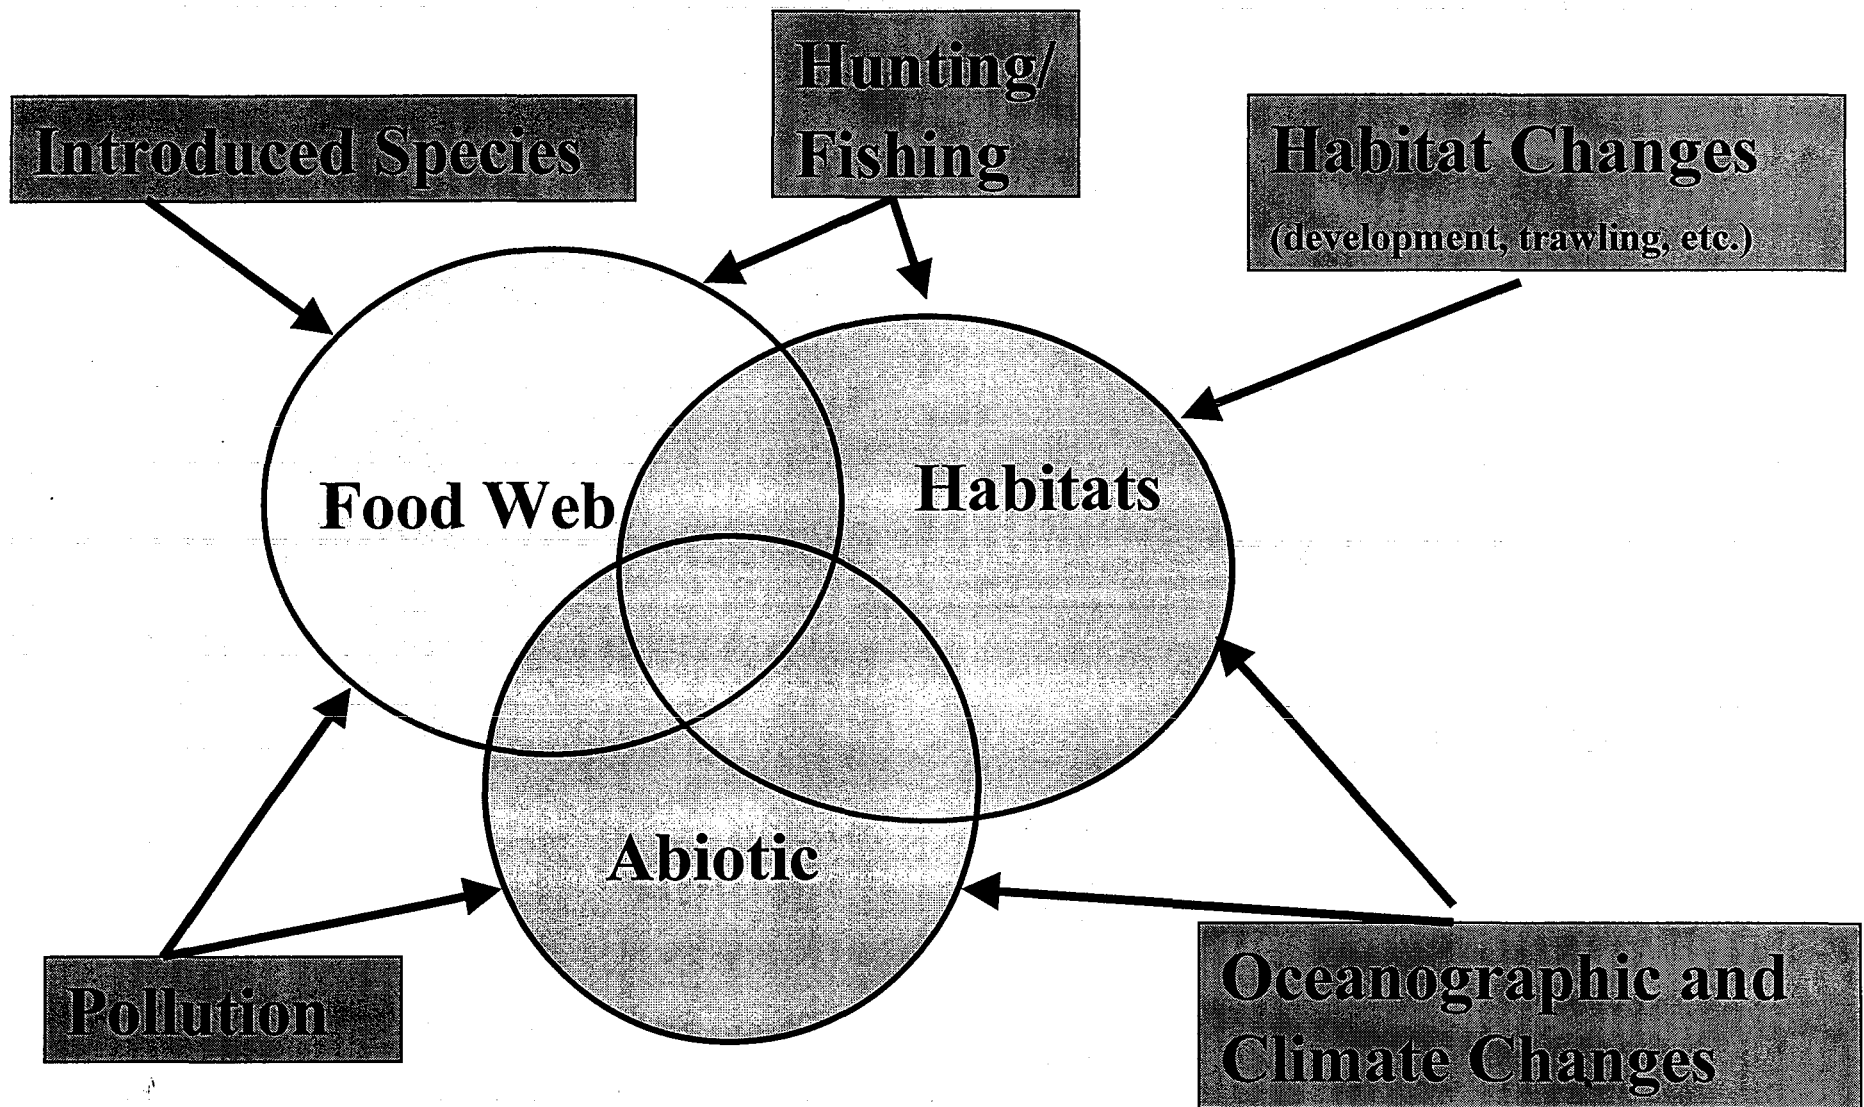 Hunting/
Fishing
Introduced Species
Habitat Changes
(development, trawling, etc.)
Food Web
Habitats
Abiotic
Pollution
Oceanographic and
Climate Changes